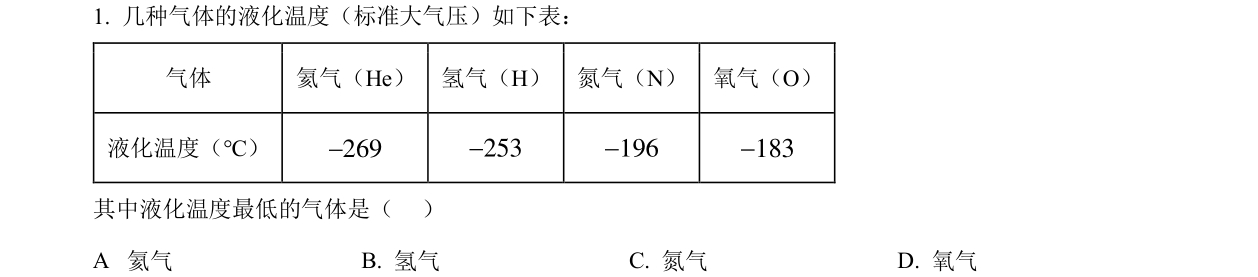 1. 几种气体的液化温度（标准大气压）如下表：
气体 氦气（He） 氢气（H） 氮气（N） 氧气（O）
液化温度（℃） –269 –253 –196 –183
其中液化温度最低的气体是（ ）
A 氦气 B. 氢气 C. 氮气 D. 氧气